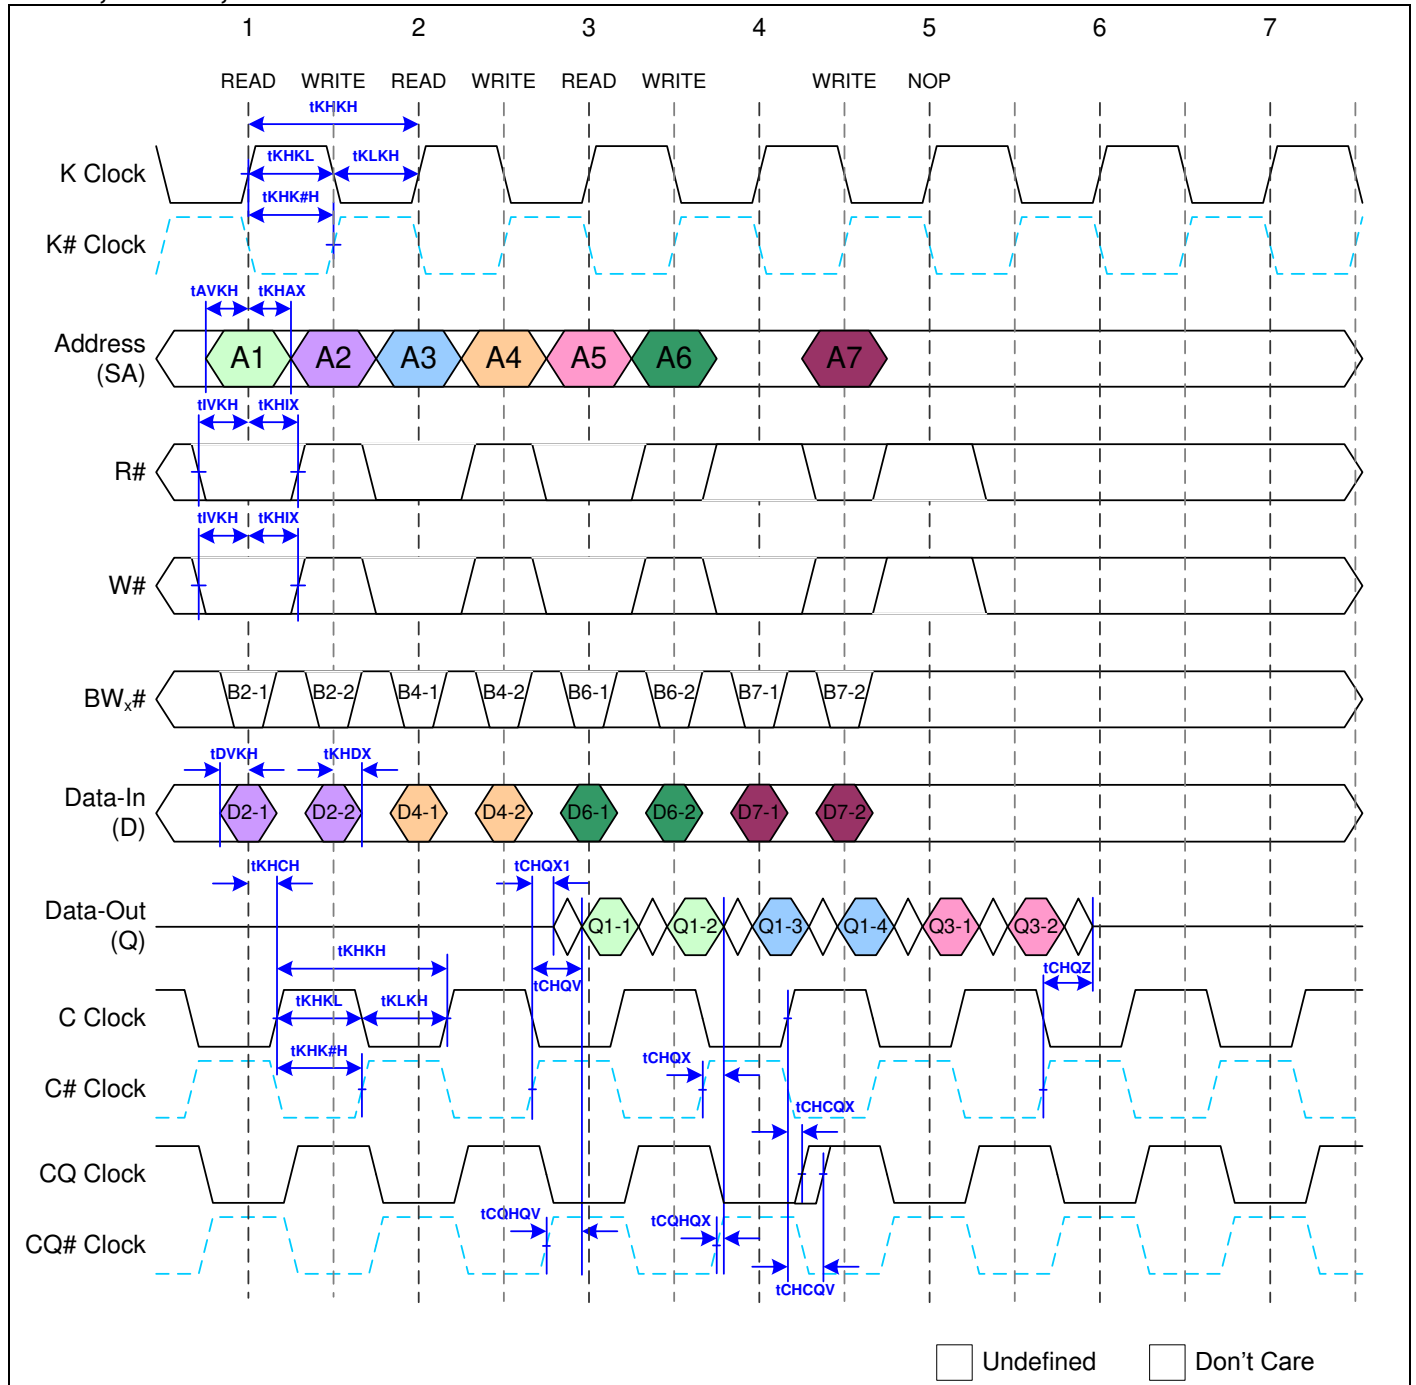 1 2 3 4 5 6 7
READ WRITE READ WRITE READ WRITE WRITE NOP
tKHKH
K Clock
tKHKL tKLKH
tKHK#H
K# Clock
tAVKH tKHAX
Address
(SA)
A1 A2 A3 A4 A5 A6 A7
tIVKH tKHIX
R#
tIVKH tKHIX
W#
BWx#
B2-1 B2-2 B4-1 B4-2 B6-1 B6-2 B7-1 B7-2
tDVKH tKHDX
Data-In
(D)
D2-1 D2-2 D4-1 D4-2 D6-1 D6-2 D7-1 D7-2
tKHCH tCHQX1
Data-Out
(Q)
Q1-1 Q1-2 Q1-3 Q1-4 Q3-1 Q3-2
tKHKH tCHQV tCHQZ
C Clock
tKHKL tKLKH
tKHK#H tCHQX
C# Clock
tCHCQX
CQ Clock
tCQHQV tCQHQX
CQ# Clock
tCHCQV
Undefined Don't Care